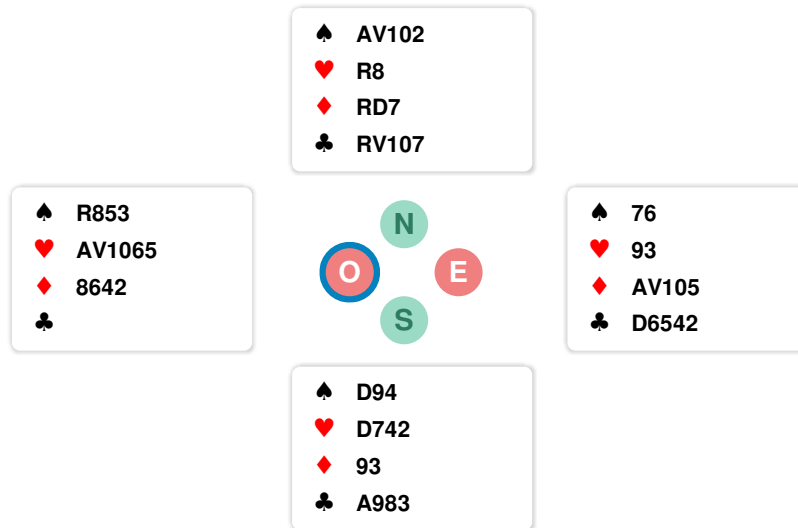 ♠ AV102
♥ R8
♦ RD7
♣ RV107
♠ R853
♥ AV1065
♦ 8642
♣
N
O E
S
♠ 76
♥ 93
♦ AV105
♣ D6542
♠ D94
♥ D742
♦ 93
♣ A983